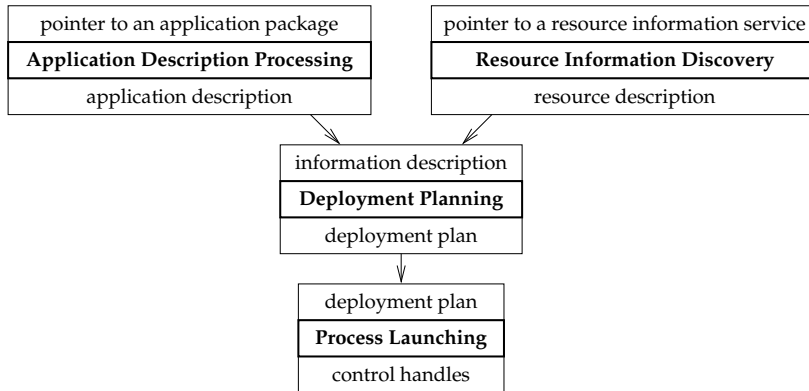 pointer to an application package
Application Description Processing
application description
pointer to a resource information service
Resource Information Discovery
resource description
information description
Deployment Planning
deployment plan
deployment plan
Process Launching
control handles